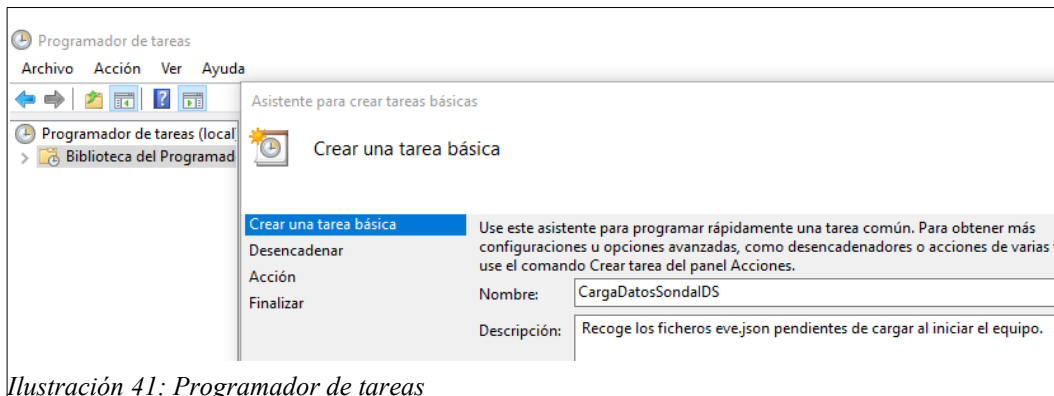 Programador de tareas
Archivo Acción Ver Ayuda
Asistente para crear tareas básicas
Programador de tareas (local
Biblioteca del Programad
Crear una tarea básica
Crear una tarea básica
Desencadenar
Acción
Finalizar
Use este asistente para programar rápidamente una tarea común. Para obtener más
configuraciones u opciones avanzadas, como desencadenadores o acciones de varias
use el comando Crear tarea del panel Acciones.
Nombre: CargaDatosSondaIDS
Descripción: Recoge los ficheros eve.json pendientes de cargar al iniciar el equipo.
Ilustración 41: Programador de tareas